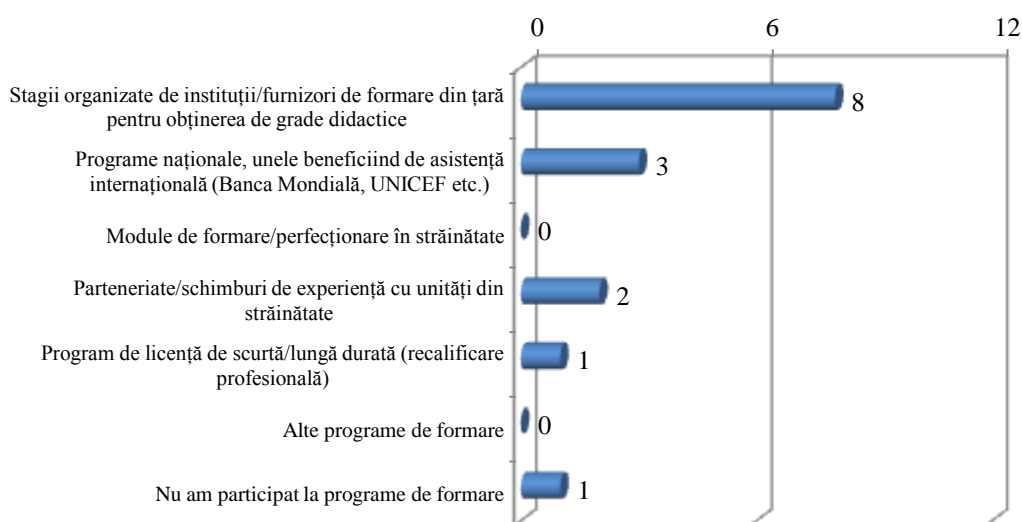 0 6 12
Stagii organizate de instituții/furnizori de formare din țară
pentru obținerea de grade didactice
8
Programe naționale, unele beneficiind de asistență
internațională (Banca Mondială, UNICEF etc.)
3
Module de formare/perfecționare în străinătate
0
Parteneriate/schimburi de experiență cu unități din
străinătate
2
Program de licență de scurtă/lungă durată (recalificare
profesională)
1
Alte programe de formare
0
Nu am participat la programe de formare
1